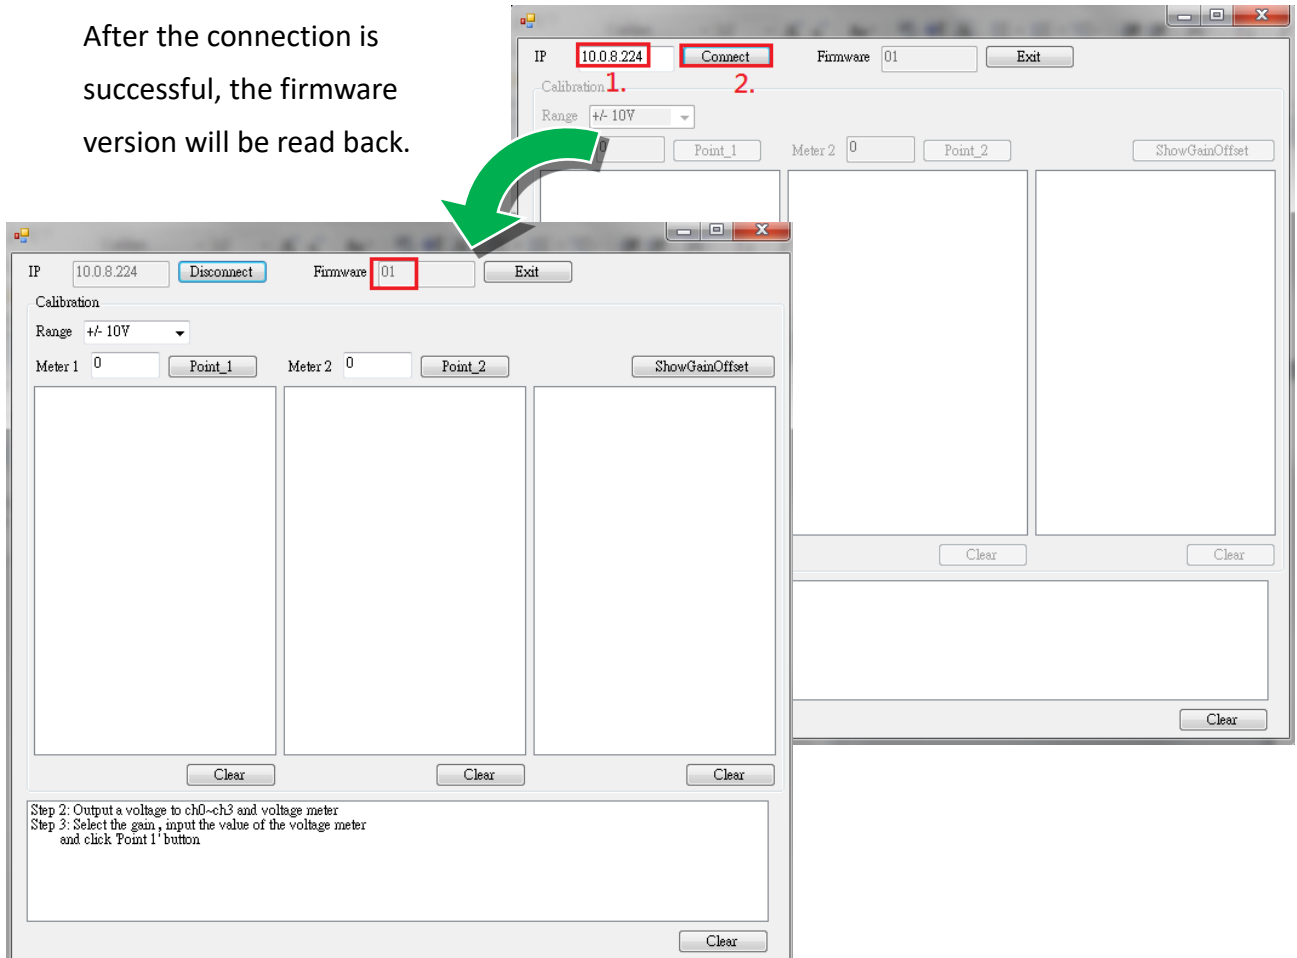 After the connection is
successful, the firmware
version will be read back.
IP 10.0.8.224 Connect Firmware 01 Exit
1. 2.
Calibration
Range +/- 10V
0 Point_1 Meter 2 0 Point_2 ShowGainOffset
Clear Clear
Clear
IP 10.0.8.224 Disconnect Firmware 01 Exit
Calibration
Range +/- 10V
Meter 1 0 Point_1 Meter 2 0 Point_2 ShowGainOffset
Clear Clear Clear
Step 2: Output a voltage to ch0~ch3 and voltage meter
Step 3: Select the gain , input the value of the voltage meter
and click 'Point 1' button
Clear